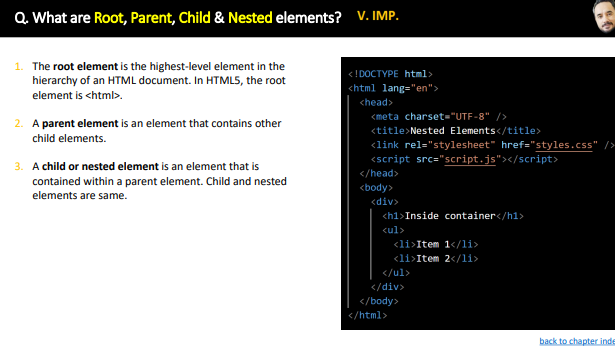 Q. What are Root, Parent, Child & Nested elements? V. IMP.
1. The root element is the highest-level element in the
hierarchy of an HTML document. In HTML5, the root
element is <html>.
2. A parent element is an element that contains other
child elements.
3. A child or nested element is an element that is
contained within a parent element. Child and nested
elements are same.
<!DOCTYPE html>
<html lang="en">
<head>
<meta charset="UTF-8" />
<title>Nested Elements</title>
<link rel="stylesheet" href="styles.css" />
<script src="script.js"></script>
</head>
<body>
<div>
<h1>Inside container</h1>
<ul>
<li>Item 1</li>
<li>Item 2</li>
</ul>
</div>
</body>
</html>
back to chapter inde